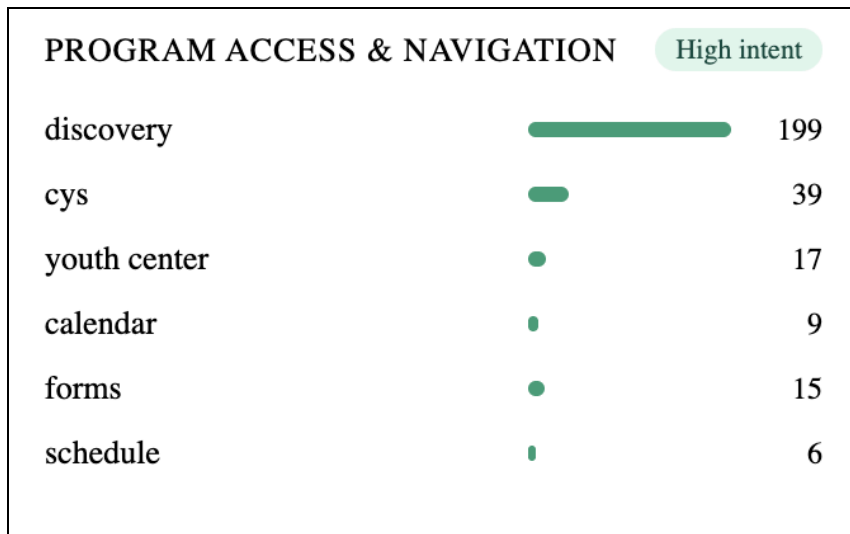 PROGRAM ACCESS & NAVIGATION High intent
discovery 199
cys 39
youth center 17
calendar 9
forms 15
schedule 6